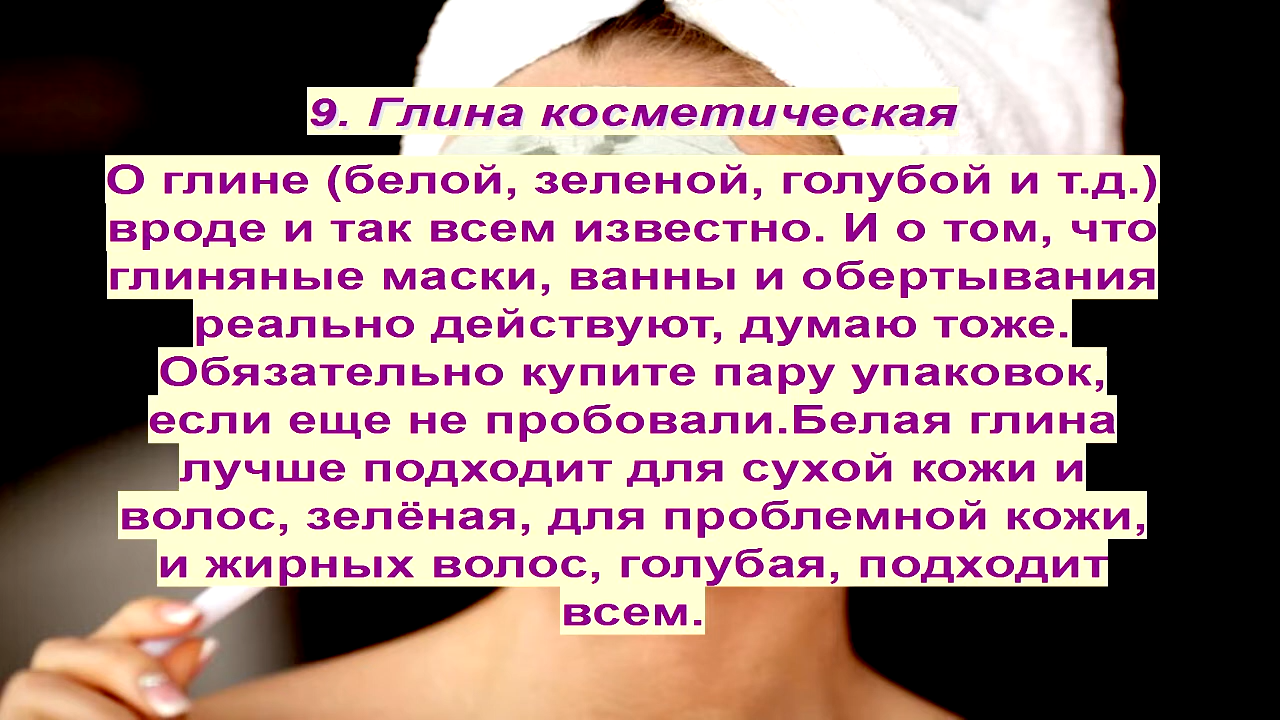 9. Глина косметическая
О глине (белой, зеленой, голубой и т.д.)
вроде и так всем известно. И о том, что
глиняные маски, ванны и обертывания
реально действуют, думаю тоже.
Обязательно купите пару упаковок,
если еще не пробовали.Белая глина
лучше подходит для сухой кожи и
волос, зелёная, для проблемной кожи,
и жирных волос, голубая, подходит
всем.